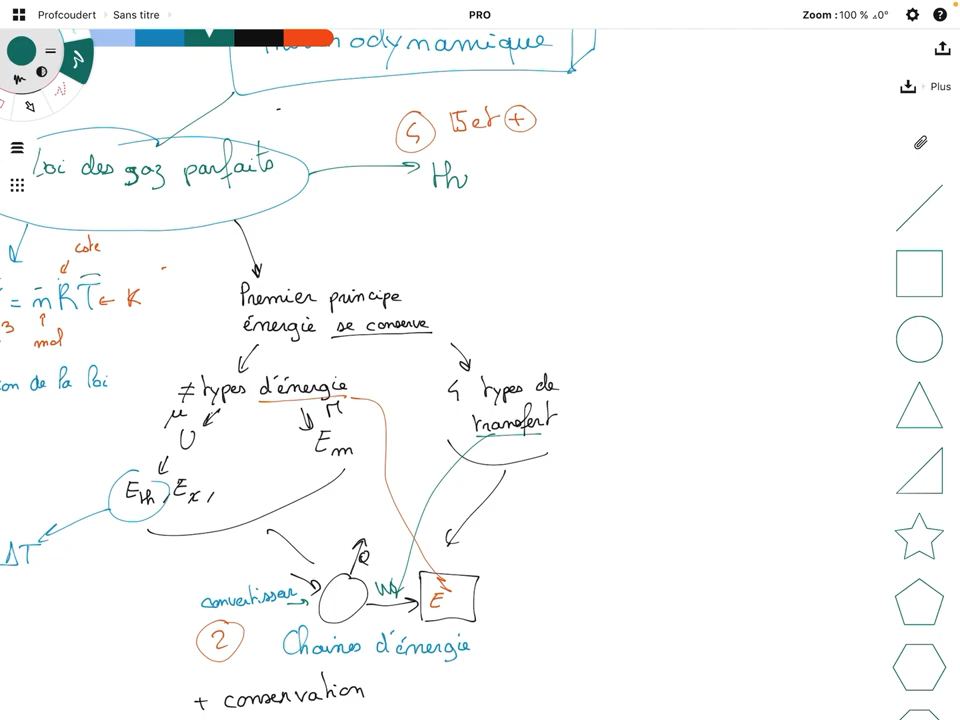 Profcoudert
Sans titre
PRO
Zoom : 100 % ⦣0°
Plus
Thermodynamique
Loi des gaz parfaits
5 et +
th
cste
= n R T ← K
3
mol
Premier principe
énergie se conserve
on de la loi
≠ types d'énergie
4 types de
transfert
μ
M
U
Em
Eth, Ex,
ΔT
Q
convertisseur
E
2
Chaînes d'énergie
+ conservation